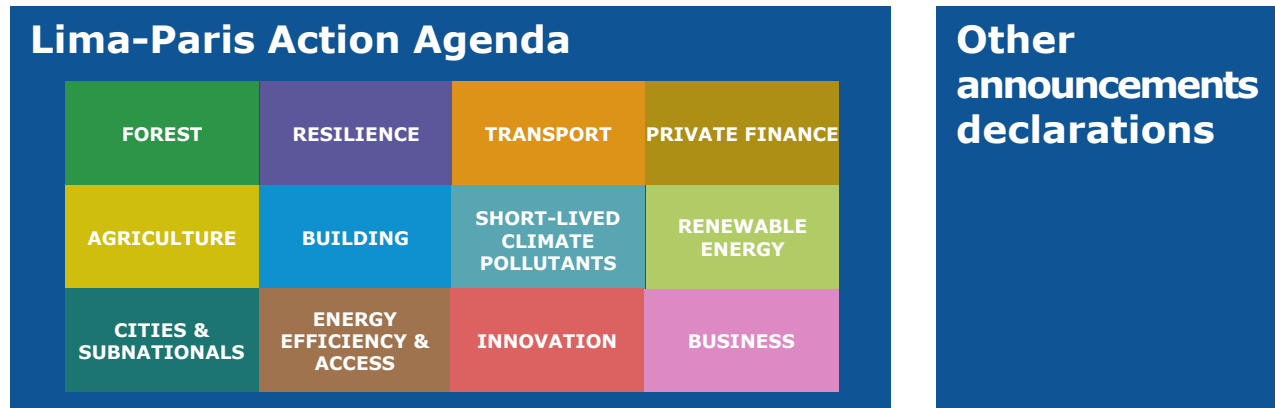 Lima-Paris Action Agenda
FOREST
RESILIENCE
TRANSPORT
PRIVATE FINANCE
AGRICULTURE
BUILDING
SHORT-LIVED
CLIMATE
POLLUTANTS
RENEWABLE
ENERGY
CITIES &
SUBNATIONALS
ENERGY
EFFICIENCY &
ACCESS
INNOVATION
BUSINESS
Other
announcements
declarations